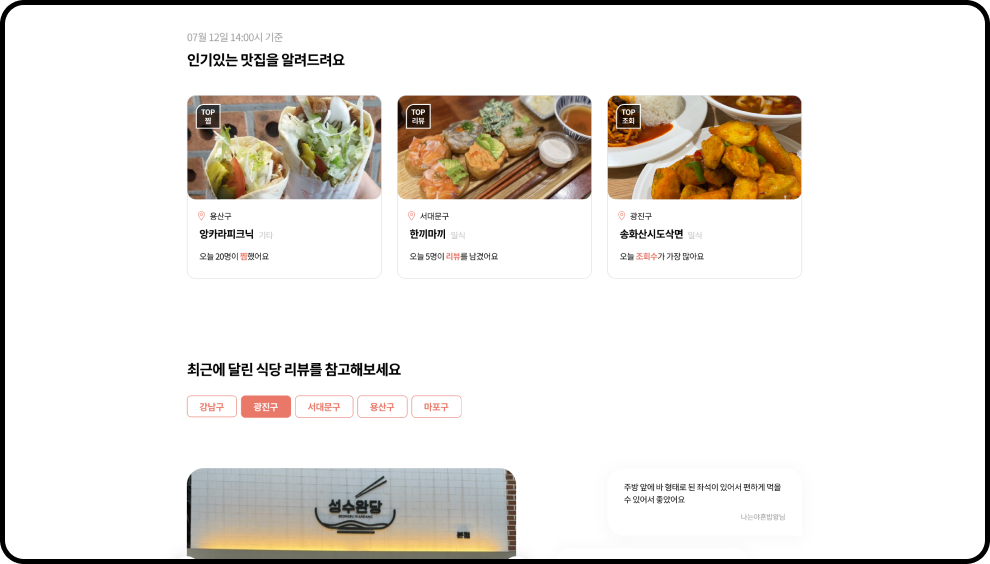 07월 12일 14:00시 기준
인기있는 맛집을 알려드려요
TOP
찜
TOP
리뷰
TOP
조회
용산구
앙카라피크닉 기타
오늘 20명이 찜했어요
서대문구
한끼마끼 일식
오늘 5명이 리뷰를 남겼어요
광진구
송화산시도삭면 일식
오늘 조회수가 가장 많아요
최근에 달린 식당 리뷰를 참고해보세요
강남구
광진구
서대문구
용산구
마포구
성수완당
본점
주방 앞에 바 형태로 된 좌석이 있어서 편하게 먹을
수 있어서 좋았어요
나는야혼밥왕님